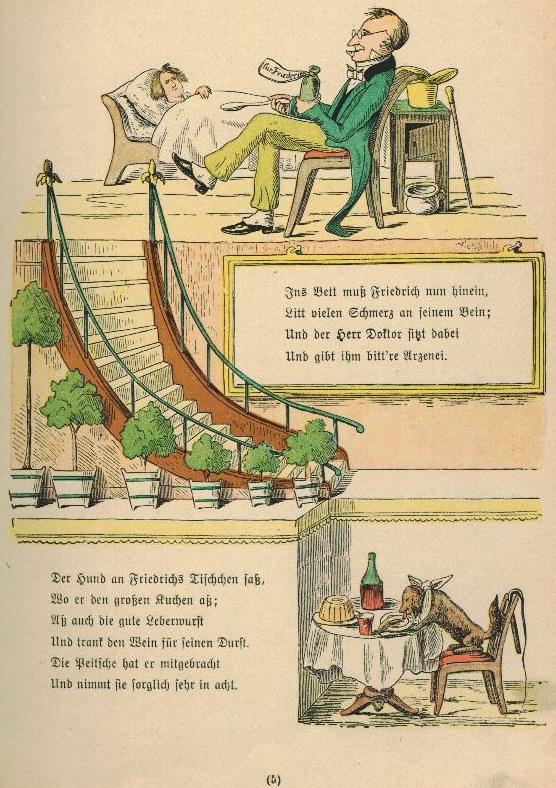 für Friedrich
Ins Bett muß Friedrich nun hinein,
Litt vielen Schmerz an seinem Bein;
Und der Herr Doktor sitzt dabei
Und gibt ihm bitt're Arzenei.
Der Hund an Friedrichs Tischchen saß,
Wo er den großen Kuchen aß;
Aß auch die gute Leberwurst
Und trank den Wein für seinen Durst.
Die Peitsche hat er mitgebracht
Und nimmt sie sorglich sehr in acht.
(5)